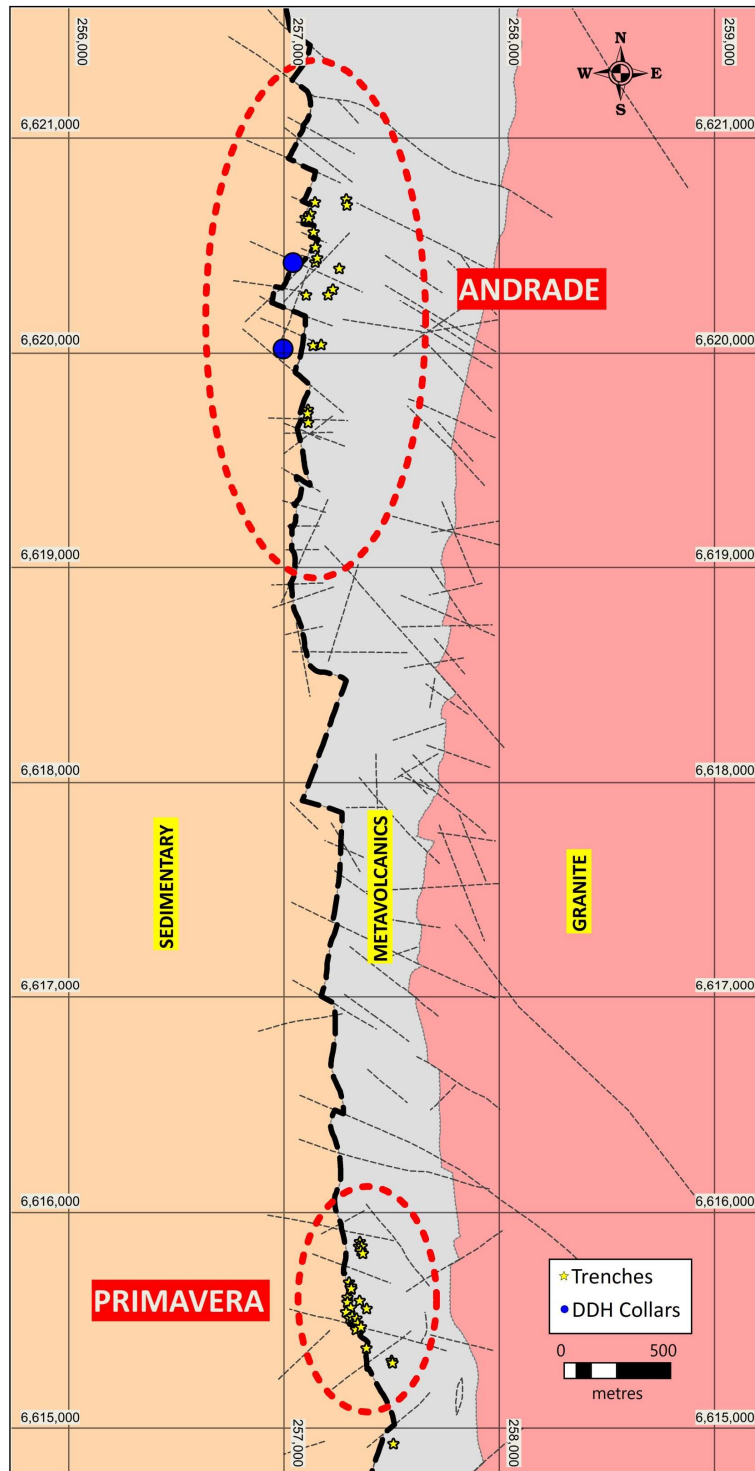 256,000
257,000
258,000
259,000
N
W E
S
6,621,000
6,621,000
ANDRADE
6,620,000
6,620,000
6,619,000
6,619,000
6,618,000
6,618,000
SEDIMENTARY
METAVOLCANICS
GRANITE
6,617,000
6,617,000
6,616,000
6,616,000
PRIMAVERA
Trenches
DDH Collars
0 500
metres
6,615,000
6,615,000
257,000
258,000